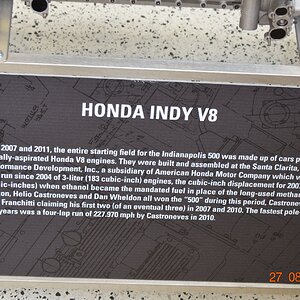 HONDA INDY V8
2007 and 2011, the entire starting field for the Indianapolis 500 was made up of cars p
ally-aspirated Honda V8 engines. They were built and assembled at the Santa Clarita,
formance Development, Inc., a subsidiary of American Honda Motor Company which w
run since 2004 of 3-liter (183 cubic-inch) engines, the cubic-inch displacement for 2007
bic-inches) when ethanol became the mandated fuel in place of the long-used metha
ion, Helio Castroneves and Dan Wheldon all won the "500" during this period, Castron
Franchitti claiming his first two (of an eventual three) in 2007 and 2010. The fastest pole
years was a four-lap run of 227.970 mph by Castroneves in 2010.
27 08